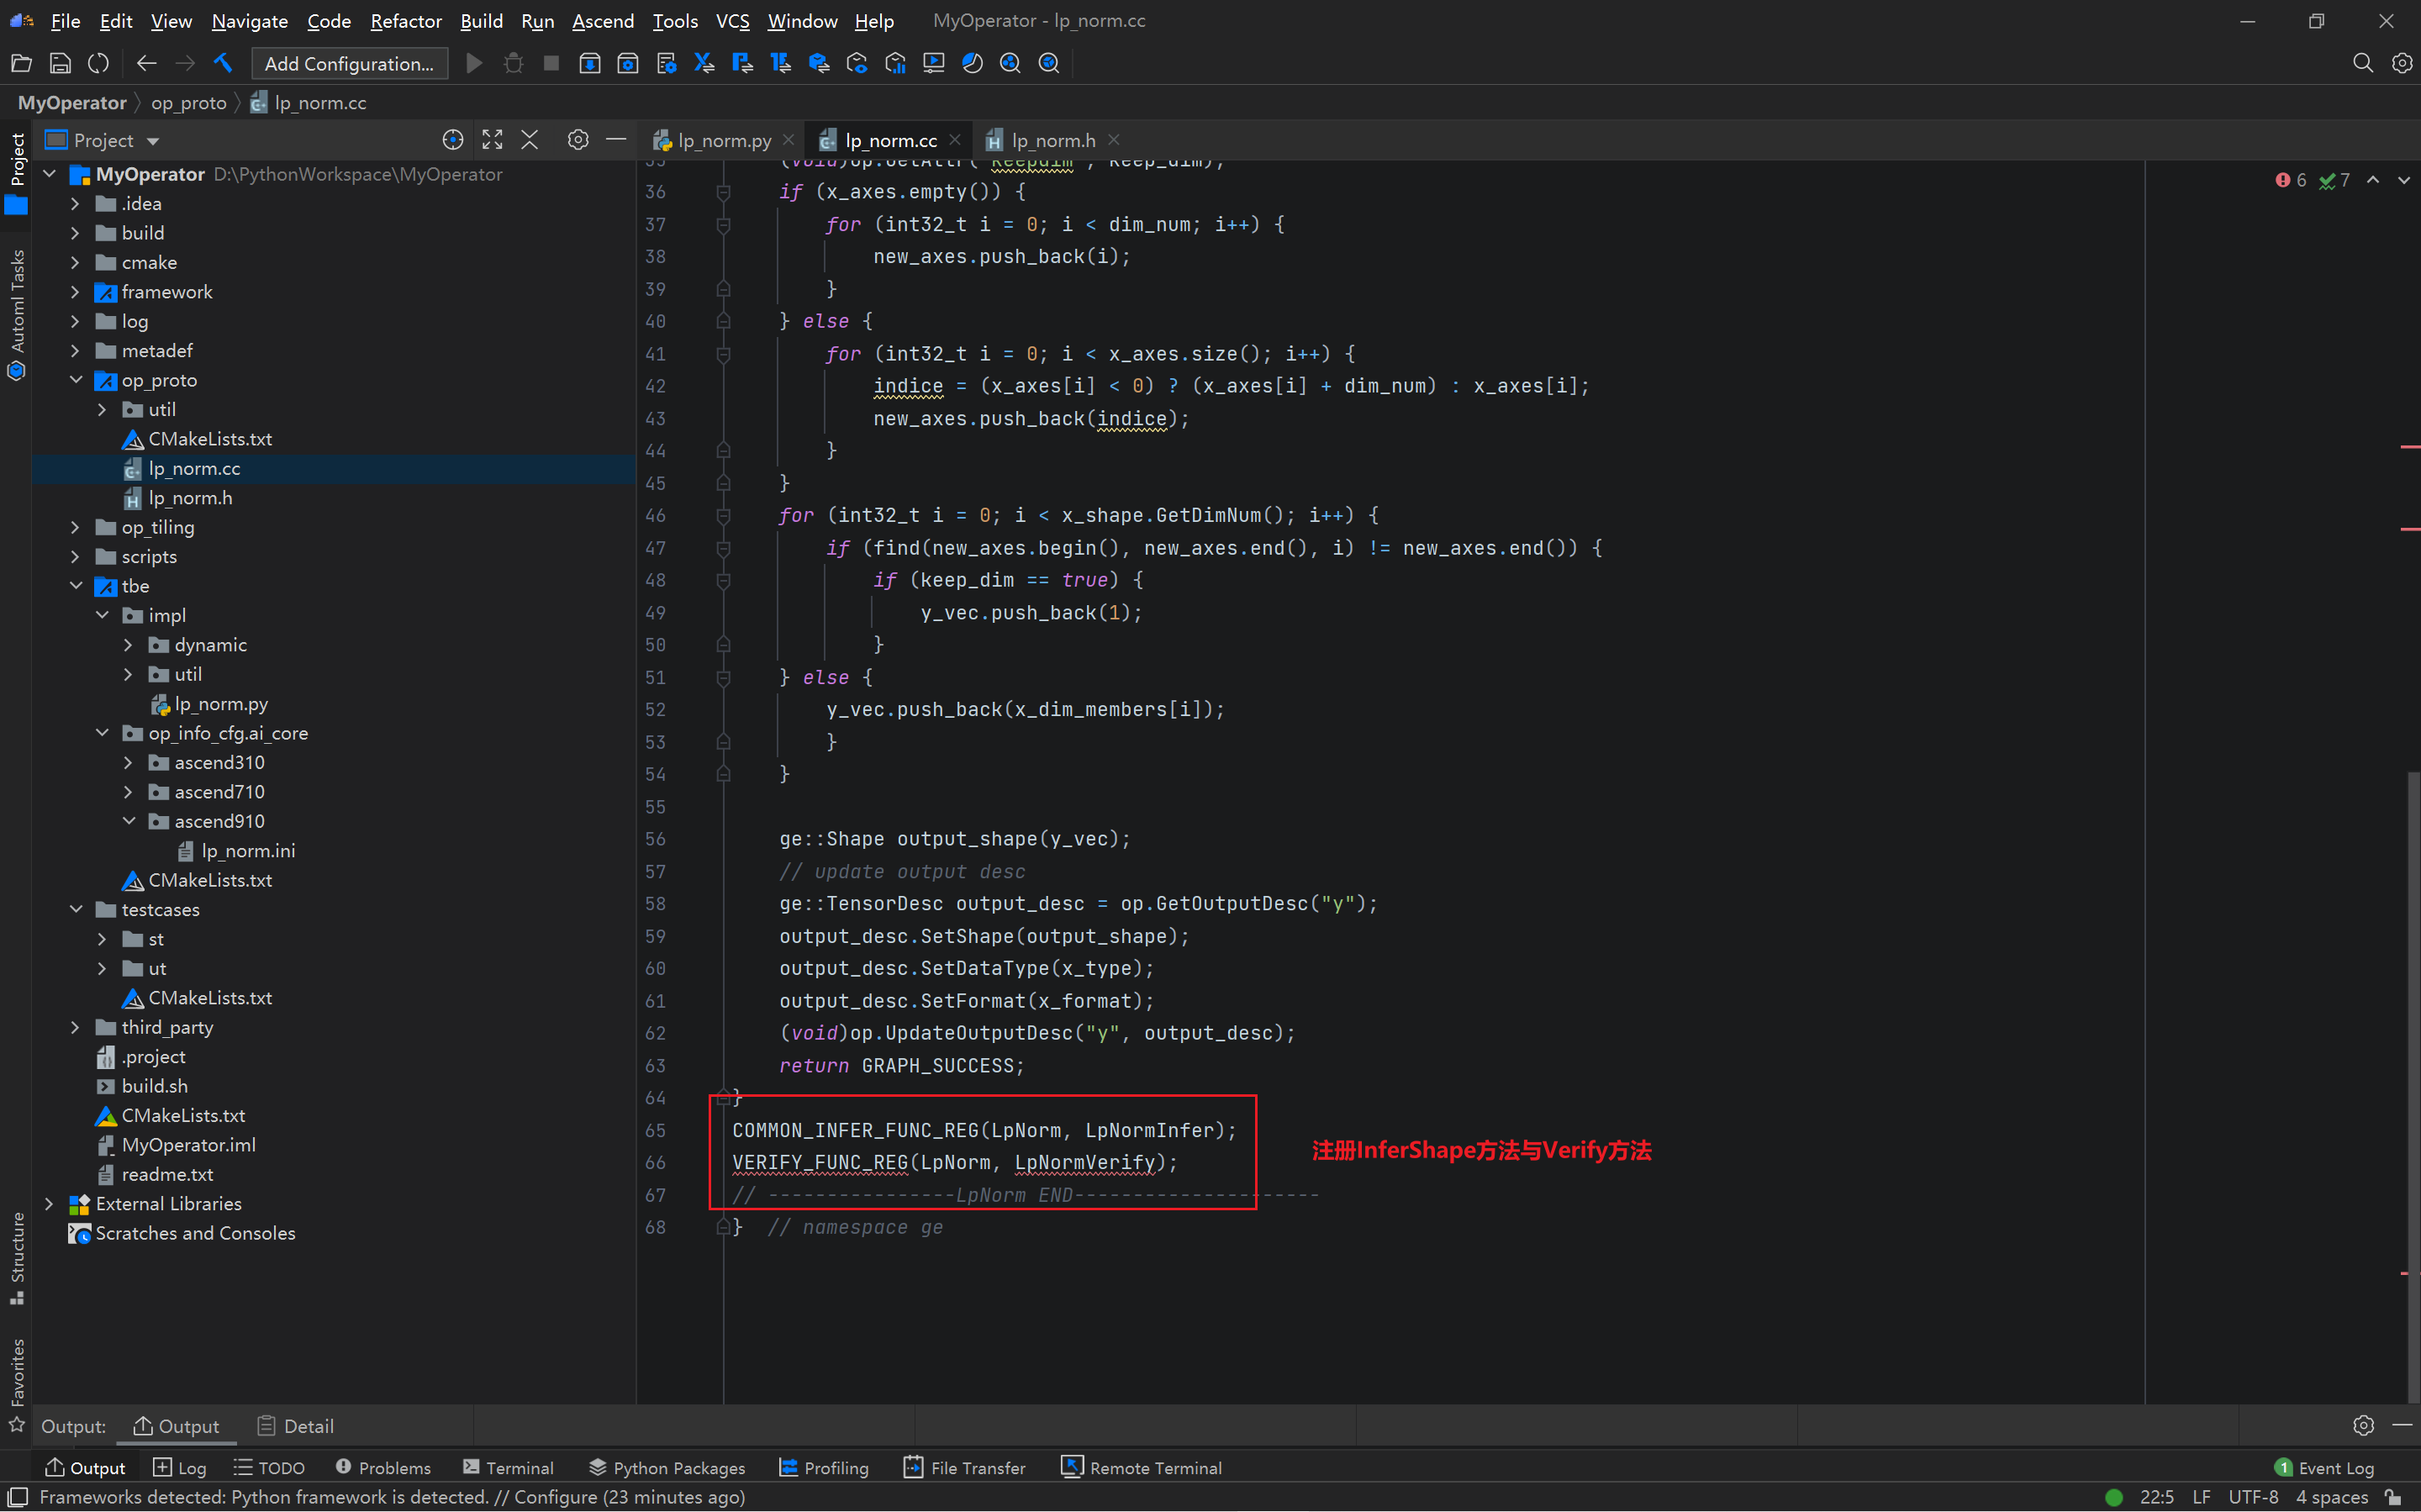 File Edit View Navigate Code Refactor Build Run Ascend Tools VCS Window Help MyOperator - lp_norm.cc
Add Configuration...
MyOperator op_proto lp_norm.cc
Project
lp_norm.py lp_norm.cc lp_norm.h
Project
Automl Tasks
Structure
Favorites
MyOperator D:\PythonWorkspace\MyOperator
.idea
build
cmake
framework
log
metadef
op_proto
util
CMakeLists.txt
lp_norm.cc
lp_norm.h
op_tiling
scripts
tbe
impl
dynamic
util
lp_norm.py
op_info_cfg.ai_core
ascend310
ascend710
ascend910
lp_norm.ini
CMakeLists.txt
testcases
st
ut
CMakeLists.txt
third_party
.project
build.sh
CMakeLists.txt
MyOperator.iml
readme.txt
External Libraries
Scratches and Consoles
6 7
36 if (x_axes.empty()) {
37 for (int32_t i = 0; i < dim_num; i++) {
38 new_axes.push_back(i);
39 }
40 } else {
41 for (int32_t i = 0; i < x_axes.size(); i++) {
42 indice = (x_axes[i] < 0) ? (x_axes[i] + dim_num) : x_axes[i];
43 new_axes.push_back(indice);
44 }
45 }
46 for (int32_t i = 0; i < x_shape.GetDimNum(); i++) {
47 if (find(new_axes.begin(), new_axes.end(), i) != new_axes.end()) {
48 if (keep_dim == true) {
49 y_vec.push_back(1);
50 }
51 } else {
52 y_vec.push_back(x_dim_members[i]);
53 }
54 }
55
56 ge::Shape output_shape(y_vec);
57 // update output desc
58 ge::TensorDesc output_desc = op.GetOutputDesc("y");
59 output_desc.SetShape(output_shape);
60 output_desc.SetDataType(x_type);
61 output_desc.SetFormat(x_format);
62 (void)op.UpdateOutputDesc("y", output_desc);
63 return GRAPH_SUCCESS;
64 }
65 COMMON_INFER_FUNC_REG(LpNorm, LpNormInfer);
66 VERIFY_FUNC_REG(LpNorm, LpNormVerify);
67 // ----------------LpNorm END---------------------
68 } // namespace ge
注册InferShape方法与Verify方法
Output: Output Detail
Output Log TODO Problems Terminal Python Packages Profiling File Transfer Remote Terminal 1 Event Log
Frameworks detected: Python framework is detected. // Configure (23 minutes ago) 22:5 LF UTF-8 4 spaces